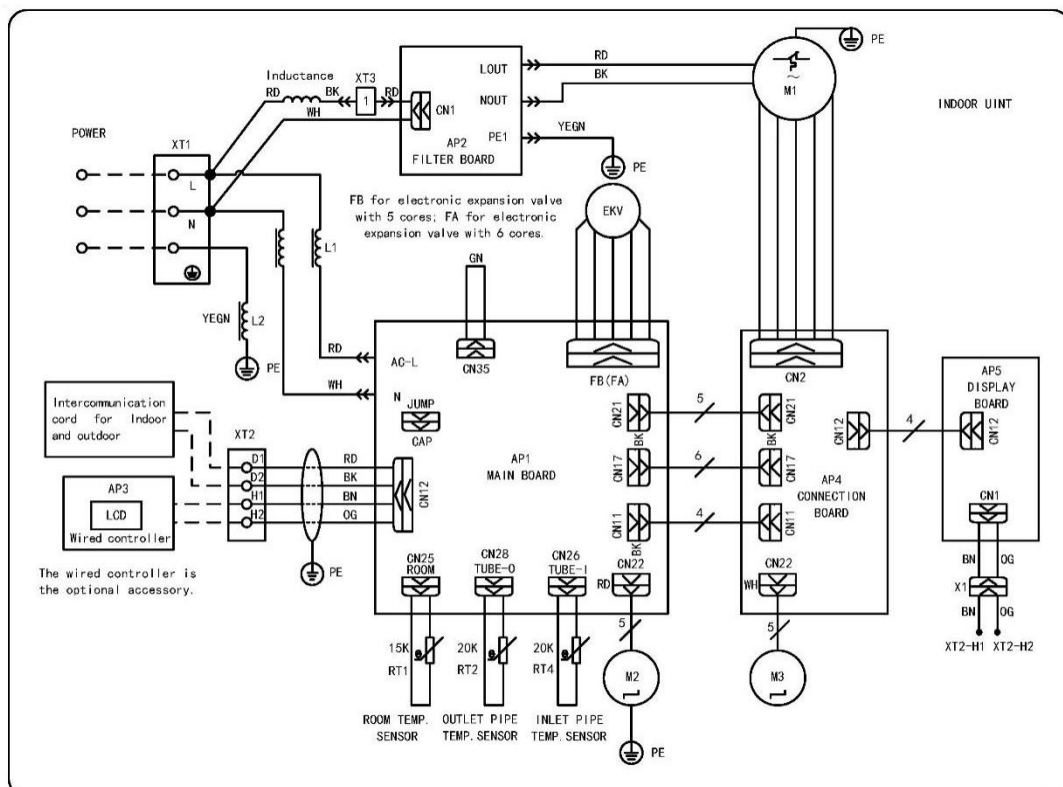 RD
PE
LOUT
BK
M1
Inductance
XT3
RD
BK
1
RD
CN1
NOUT
INDOOR UINT
WH
POWER
XT1
PE1
YEGN
AP2
FILTER BOARD
PE
L
FB for electronic expansion valve
with 5 cores; FA for electronic
expansion valve with 6 cores.
EKV
N
L1
GN
YEGN
L2
PE
RD
AC-L
CN35
FB(FA)
CN2
AP5
DISPLAY
BOARD
WH
N
JUMP
CAP
CN21
5
CN21
BK
BK
CN12
4
CN12
Intercommunication
cord for Indoor
and outdoor
XT2
AP1
MAIN BOARD
CN17
6
CN17
AP4
CONNECTION
BOARD
D1
RD
D2
BK
H1
BN
H2
OG
CN12
AP3
LCD
Wired controller
CN11
4
CN11
BK
CN1
The wired controller is
the optional accessory.
PE
CN25
ROOM
CN28
TUBE-O
CN26
TUBE-I
CN22
RD
CN22
WH
BN
OG
X1
BN
OG
XT2-H1
XT2-H2
15K
RT1
20K
RT2
20K
RT4
5
5
M2
M3
ROOM TEMP.
SENSOR
OUTLET PIPE
TEMP. SENSOR
INLET PIPE
TEMP. SENSOR
PE